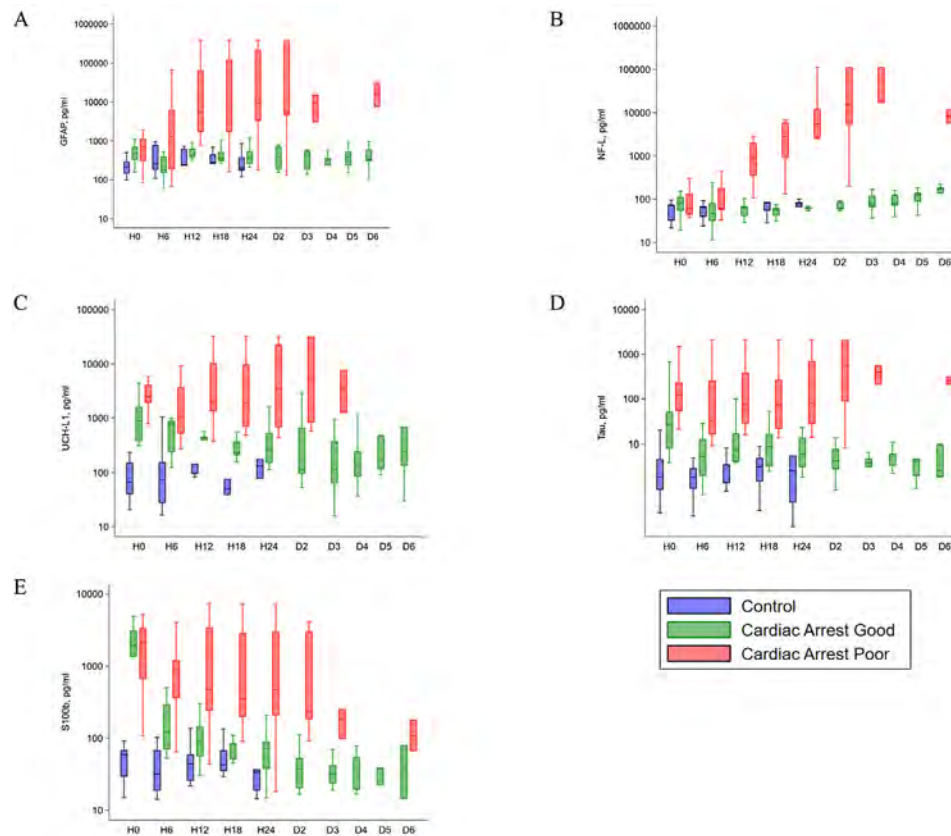 A
GFAP, pg/ml
1000000
100000
10000
1000
100
10
H0 H6 H12 H18 H24 D2 D3 D4 D5 D6
B
NF-L, pg/ml
1000000
100000
10000
1000
100
10
H0 H6 H12 H18 H24 D2 D3 D4 D5 D6
C
UCH-L1, pg/ml
100000
10000
1000
100
10
H0 H6 H12 H18 H24 D2 D3 D4 D5 D6
D
Tau, pg/ml
1000
100
10
H0 H6 H12 H18 H24 D2 D3 D4 D5 D6
E
S100b, pg/ml
10000
1000
100
10
H0 H6 H12 H18 H24 D2 D3 D4 D5 D6
Control
Cardiac Arrest Good
Cardiac Arrest Poor